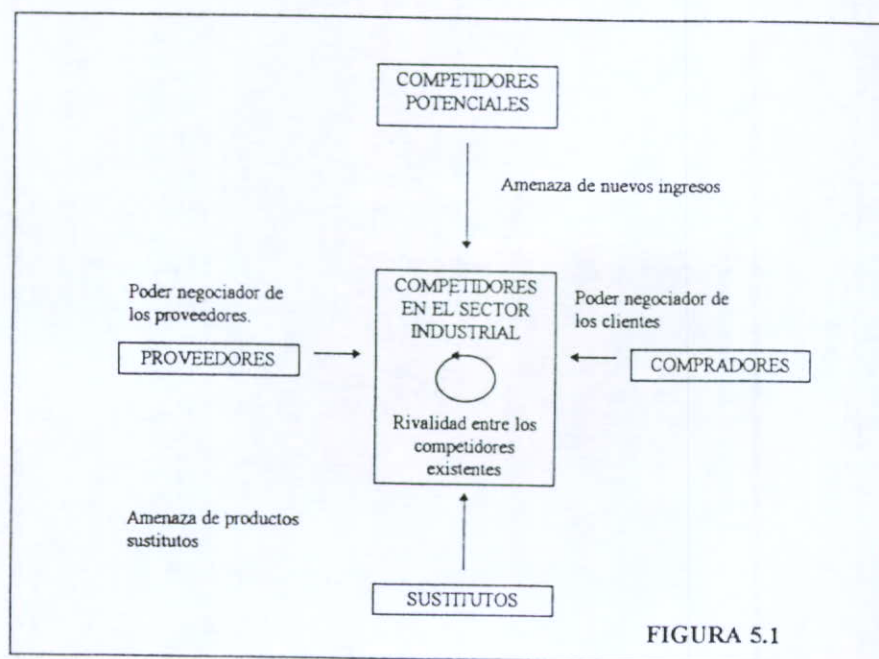 COMPETIDORES
POTENCIALES
Amenaza de nuevos ingresos
Poder negociador de
los proveedores.
PROVEEDORES
COMPETIDORES
EN EL SECTOR
INDUSTRIAL
Rivalidad entre los
competidores
existentes
Poder negociador de
los clientes
COMPRADORES
Amenaza de productos
sustitutos
SUSTITUTOS
FIGURA 5.1